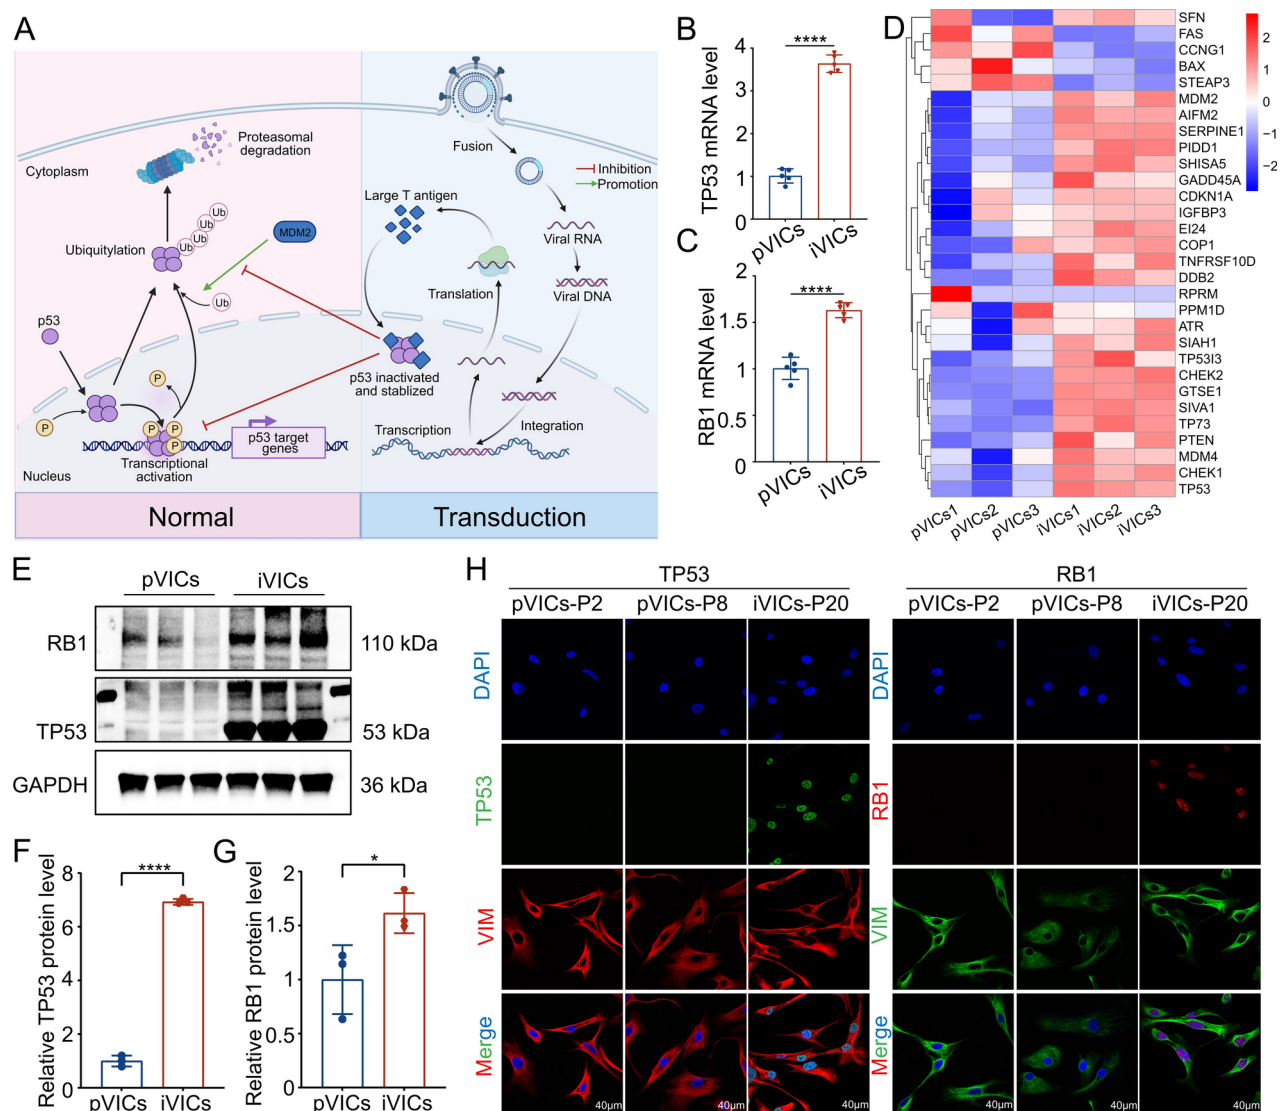 A
Cytoplasm
Proteasomal
degradation
Ubiquitylation
Ub
Ub
Ub
Ub
MDM2
Ub
p53
P
P
P
P
P
Transcriptional
activation
p53 target
genes
Nucleus
Normal
Fusion
Inhibition
Promotion
Large T antigen
Viral RNA
Translation
Viral DNA
p53 inactivated
and stablized
Transcription
Integration
Transduction
B
TP53 mRNA level
4
3
2
1
0
****
pVICs
iVICs
C
RB1 mRNA level
2
1.5
1
0.5
0
****
pVICs
iVICs
D
SFN
FAS
CCNG1
BAX
STEAP3
MDM2
AIFM2
SERPINE1
PIDD1
SHISA5
GADD45A
CDKN1A
IGFBP3
EI24
COP1
TNFRSF10D
DDB2
RPRM
PPM1D
ATR
SIAH1
TP53I3
CHEK2
GTSE1
SIVA1
TP73
PTEN
MDM4
CHEK1
TP53
pVICs1
pVICs2
pVICs3
iVICs1
iVICs2
iVICs3
2
1
0
−1
−2
E
pVICs
iVICs
RB1
110 kDa
TP53
53 kDa
GAPDH
36 kDa
F
Relative TP53 protein level
8
6
4
2
0
****
pVICs
iVICs
G
Relative RB1 protein level
2
1.5
1
0.5
0
*
pVICs
iVICs
H
TP53
pVICs-P2
pVICs-P8
iVICs-P20
DAPI
TP53
VIM
Merge
40μm
RB1
pVICs-P2
pVICs-P8
iVICs-P20
DAPI
RB1
VIM
Merge
40μm